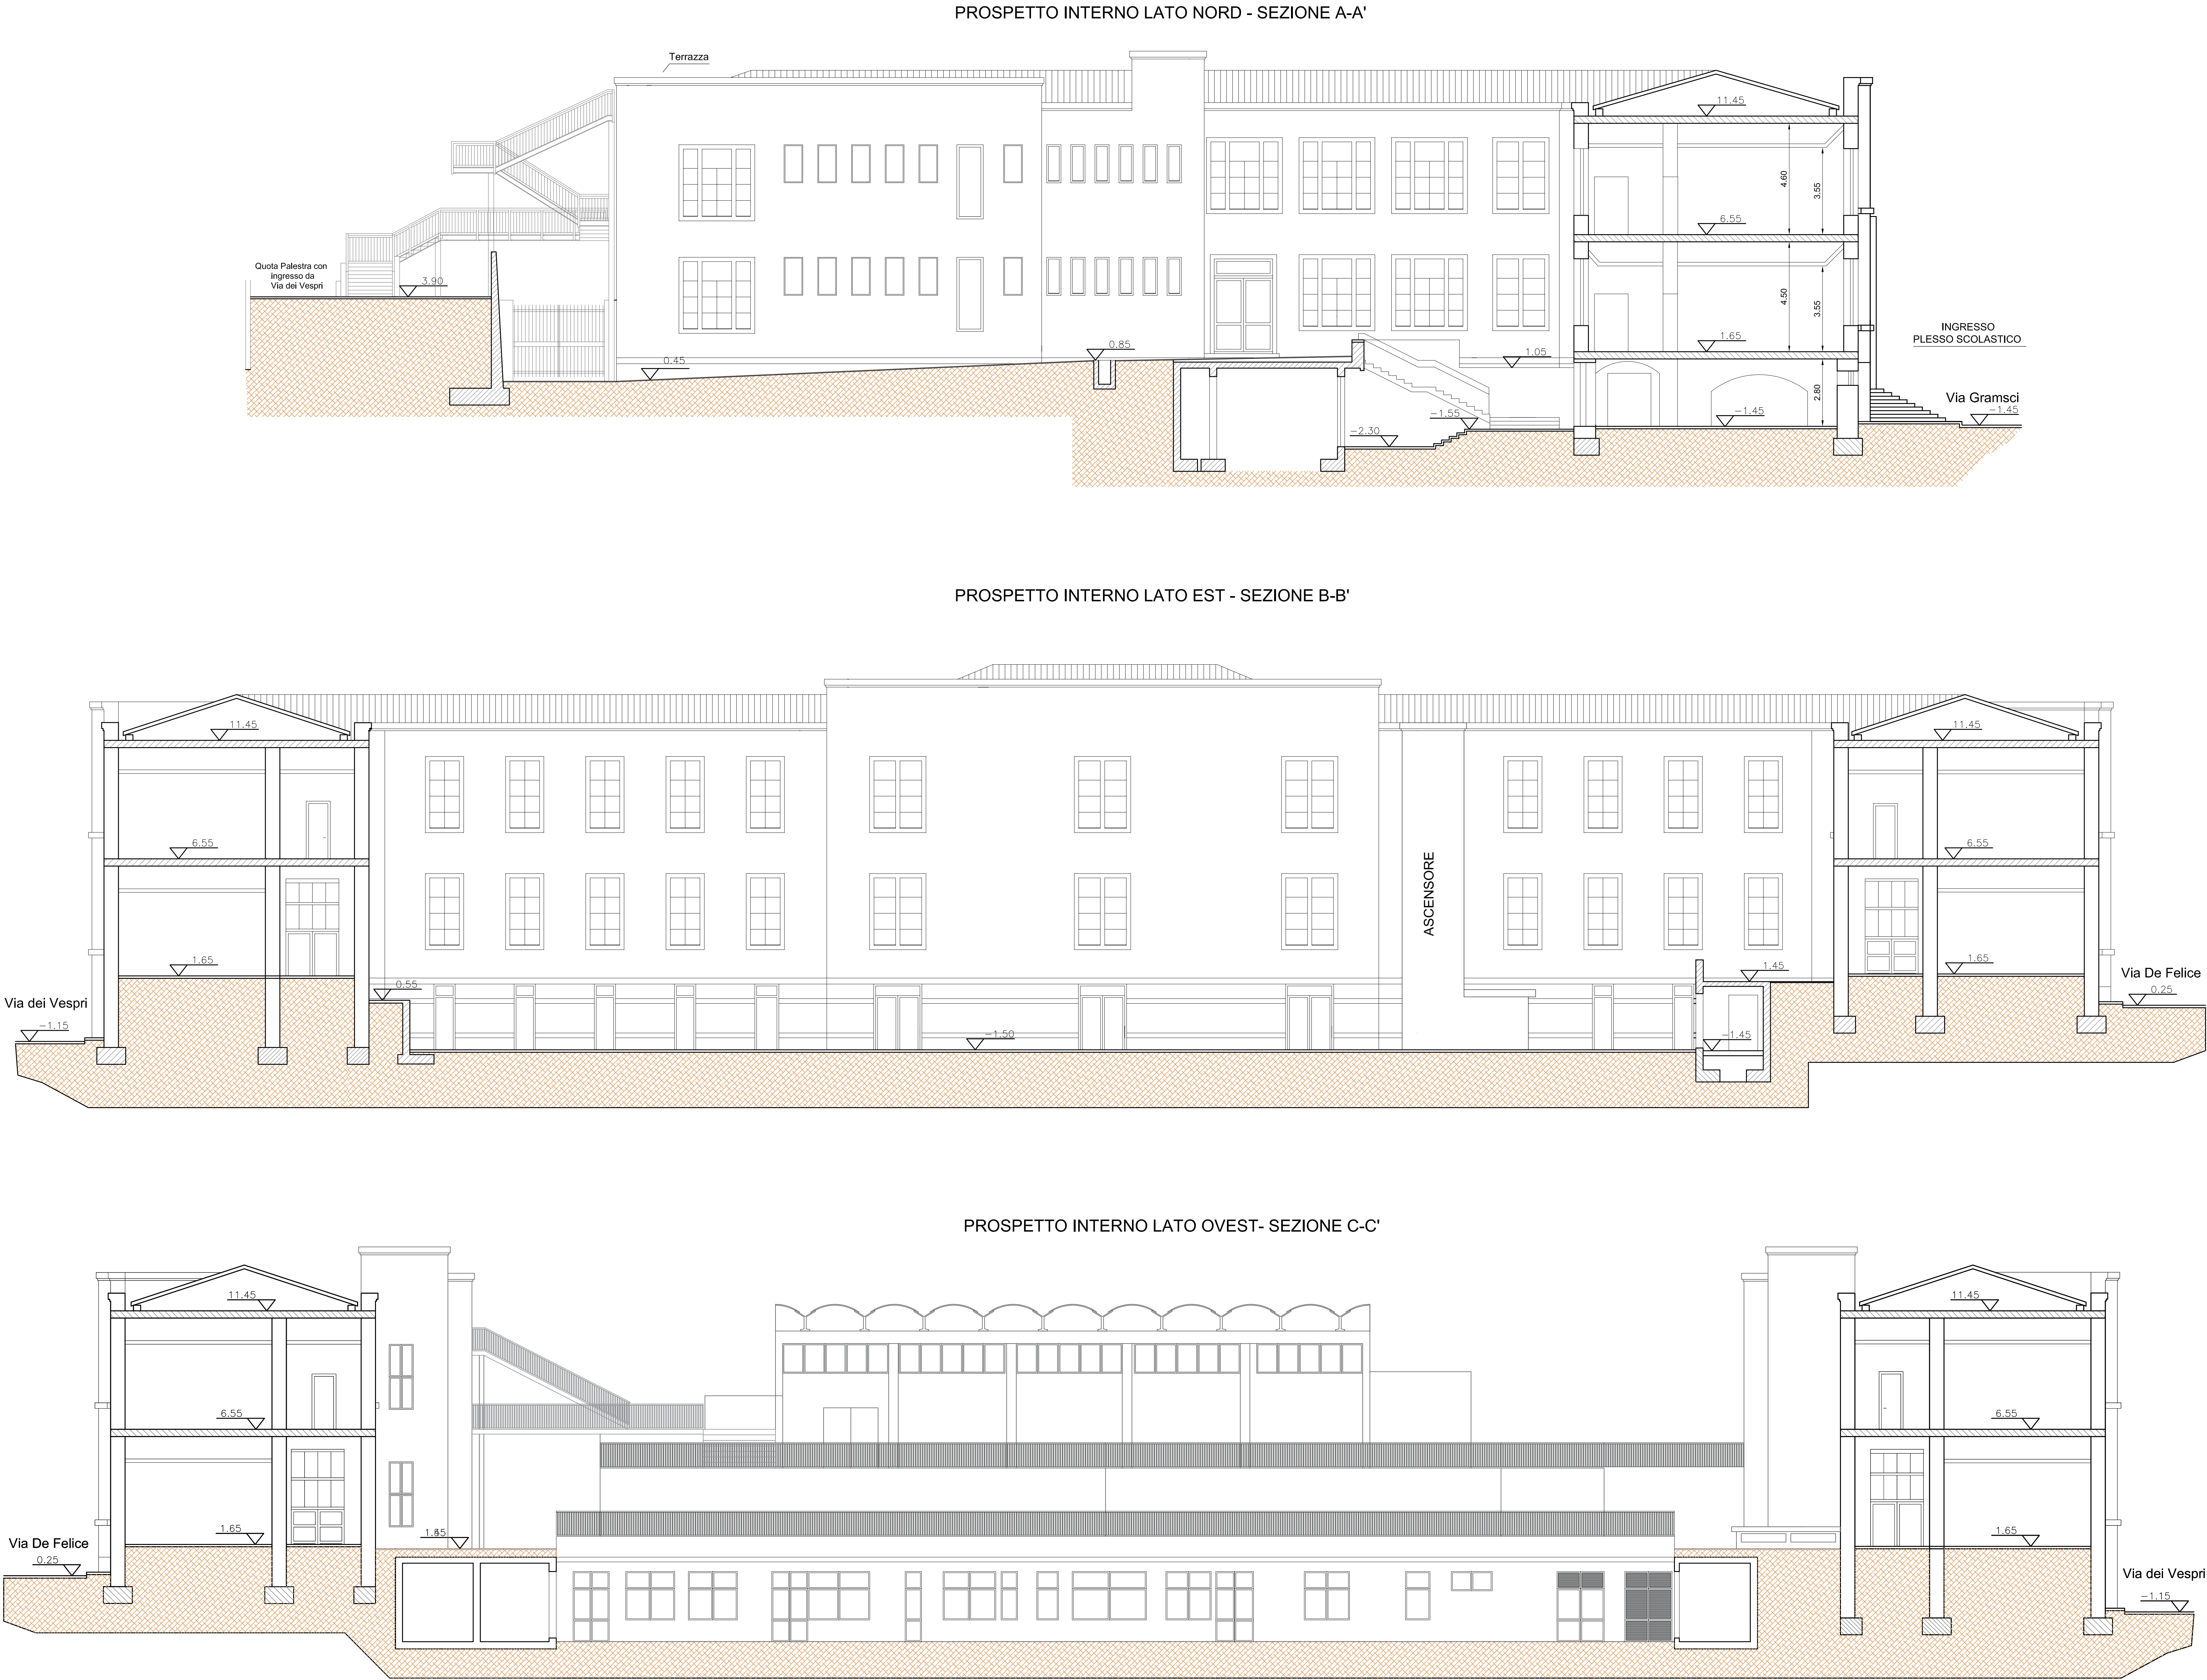 PROSPETTO INTERNO LATO NORD - SEZIONE A-A'
Terrazza
11.45
4.60
3.55
6.55
Quota Palestra con
ingresso da
Via dei Vespri
3.90
4.50
3.55
INGRESSO
PLESSO SCOLASTICO
1.65
0.85
1.05
0.45
2.80
Via Gramsci
-1.45
-1.45
-1.55
-2.30
PROSPETTO INTERNO LATO EST - SEZIONE B-B'
11.45
11.45
6.55
6.55
ASCENSORE
1.65
1.45
1.65
Via dei Vespri
-1.15
0.55
-1.50
-1.45
Via De Felice
0.25
PROSPETTO INTERNO LATO OVEST- SEZIONE C-C'
11.45
11.45
6.55
6.55
1.65
1.65
Via De Felice
0.25
Via dei Vespri
-1.15